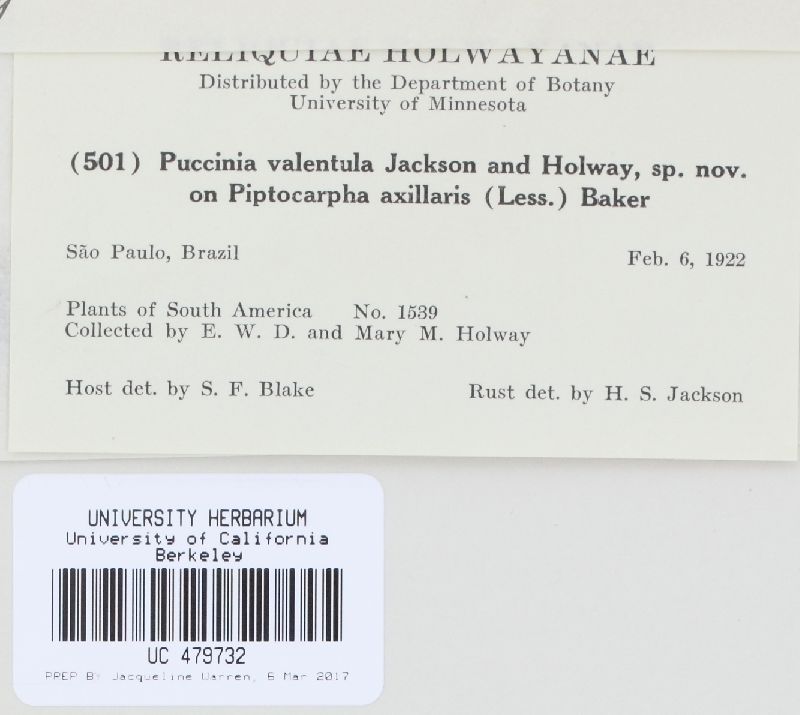 RELIQUIAE HOLWAYANAE
Distributed by the Department of Botany
University of Minnesota
(501) Puccinia valentula Jackson and Holway, sp. nov.
on Piptocarpha axillaris (Less.) Baker
São Paulo, Brazil Feb. 6, 1922
Plants of South America No. 1539
Collected by E. W. D. and Mary M. Holway
Host det. by S. F. Blake Rust det. by H. S. Jackson
UNIVERSITY HERBARIUM
University of California
Berkeley
UC 479732
PREP BY Jacqueline Warren, 6 Mar 2017